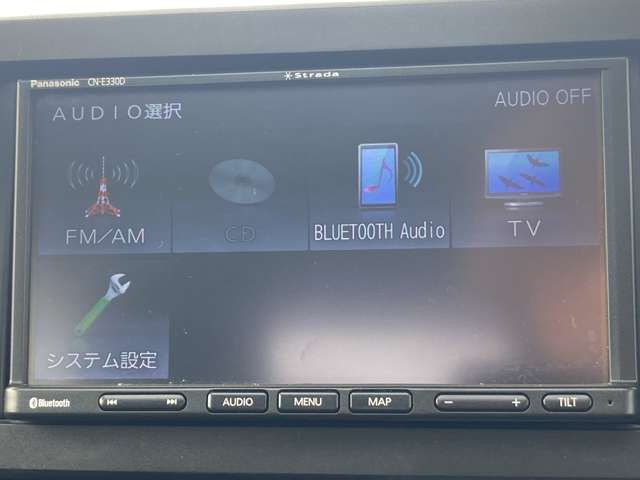 Panasonic CN-E330D Strada
AUDIO選択 AUDIO OFF
FM/AM CD BLUETOOTH Audio TV
システム設定
Bluetooth AUDIO MENU MAP − + TILT